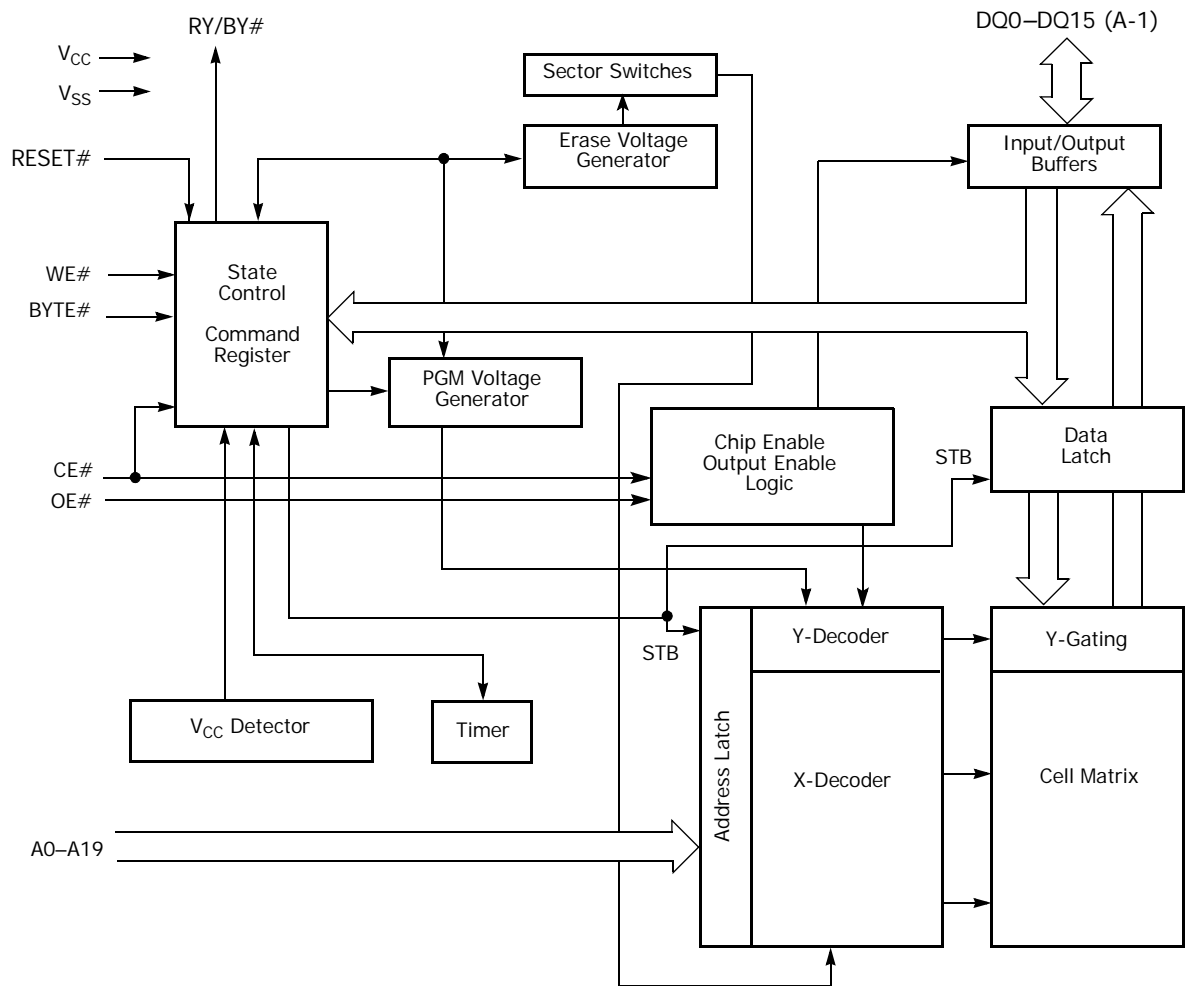 RY/BY#
DQ0–DQ15 (A-1)
VCC
VSS
Sector Switches
Erase Voltage
Generator
Input/Output
Buffers
RESET#
WE#
BYTE#
State
Control
Command
Register
PGM Voltage
Generator
Chip Enable
Output Enable
Logic
Data
Latch
STB
CE#
OE#
STB
Y-Decoder
Y-Gating
VCC Detector
Timer
Address Latch
X-Decoder
Cell Matrix
A0–A19